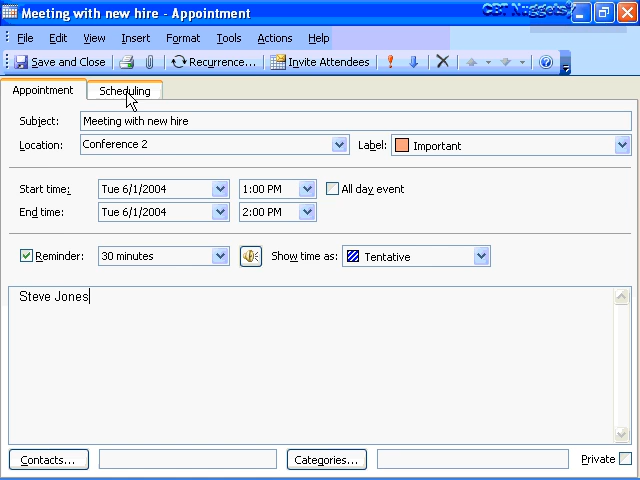 Meeting with new hire - Appointment
CBT Nuggets
File Edit View Insert Format Tools Actions Help
Save and Close Recurrence... Invite Attendees
Appointment Scheduling
Subject: Meeting with new hire
Location: Conference 2 Label: Important
Start time: Tue 6/1/2004 1:00 PM All day event
End time: Tue 6/1/2004 2:00 PM
Reminder: 30 minutes Show time as: Tentative
Steve Jones
Contacts... Categories... Private